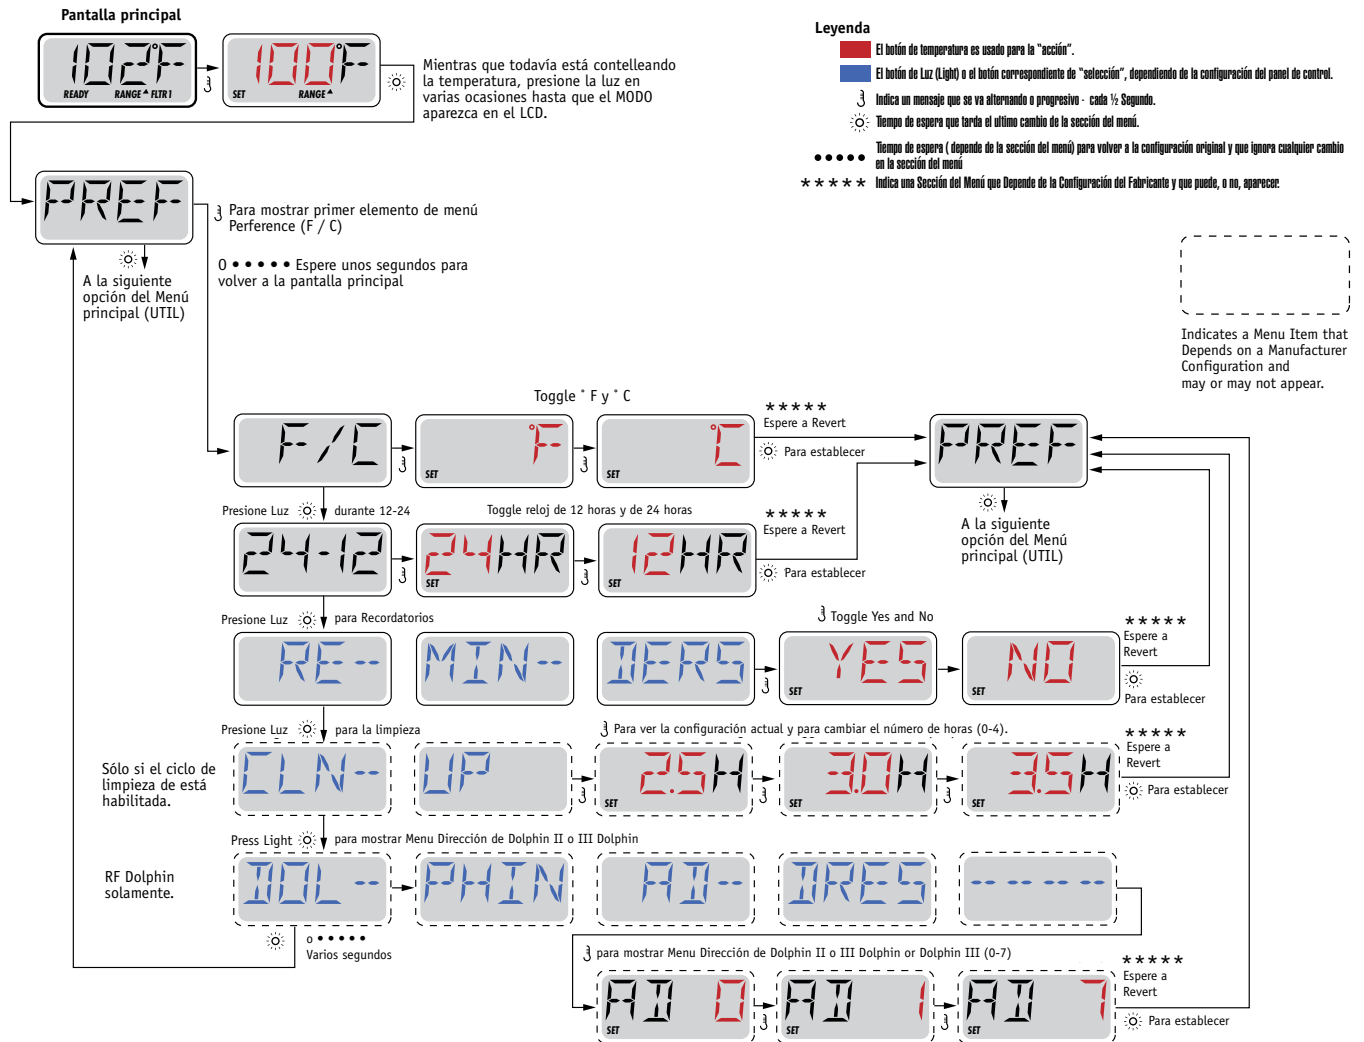 Pantalla principal
102°F
READY RANGE FLTR1
100°F
SET RANGE
Mientras que todavía está contelleando
la temperatura, presione la luz en
varias ocasiones hasta que el MODO
aparezca en el LCD.
Leyenda
El botón de temperatura es usado para la "acción".
El botón de Luz (Light) o el botón correspondiente de "selección", dependiendo de la configuración del panel de control.
Indica un mensaje que se va alternando o progresivo - cada ½ Segundo.
Tiempo de espera que tarda el ultimo cambio de la sección del menú.
••••• Tiempo de espera ( depende de la sección del menú) para volver a la configuración original y que ignora cualquier cambio
en la sección del menú
***** Indica una Sección del Menú que Depende de la Configuración del Fabricante y que puede, o no, aparecer.
Indicates a Menu Item that
Depends on a Manufacturer
Configuration and
may or may not appear.
PREF
Para mostrar primer elemento de menú
Perference (F / C)
O • • • • • Espere unos segundos para
volver a la pantalla principal
A la siguiente
opción del Menú
principal (UTIL)
Toggle ° F y ° C
F/C
°F
SET
°C
SET
*****
Espere a Revert
Para establecer
PREF
A la siguiente
opción del Menú
principal (UTIL)
Presione Luz durante 12-24
Toggle reloj de 12 horas y de 24 horas
24-12
24HR
SET
12HR
SET
*****
Espere a Revert
Para establecer
Presione Luz para Recordatorios
Toggle Yes and No
RE--
MIN--
DERS
YES
SET
NO
SET
*****
Espere a
Revert
Para establecer
Presione Luz para la limpieza
Para ver la configuración actual y para cambiar el número de horas (0-4).
Sólo si el ciclo de
limpieza de está
habilitada.
CLN--
UP
2.5H
SET
3.0H
SET
3.5H
SET
*****
Espere a
Revert
Para establecer
Press Light para mostrar Menu Dirección de Dolphin II o III Dolphin
RF Dolphin
solamente.
DOL--
PHIN
AD--
DRES
-- -- -- --
o • • • • •
Varios segundos
para mostrar Menu Dirección de Dolphin II o III Dolphin or Dolphin III (0-7)
AD 0
SET
AD 1
SET
AD 7
SET
*****
Espere a
Revert
Para establecer